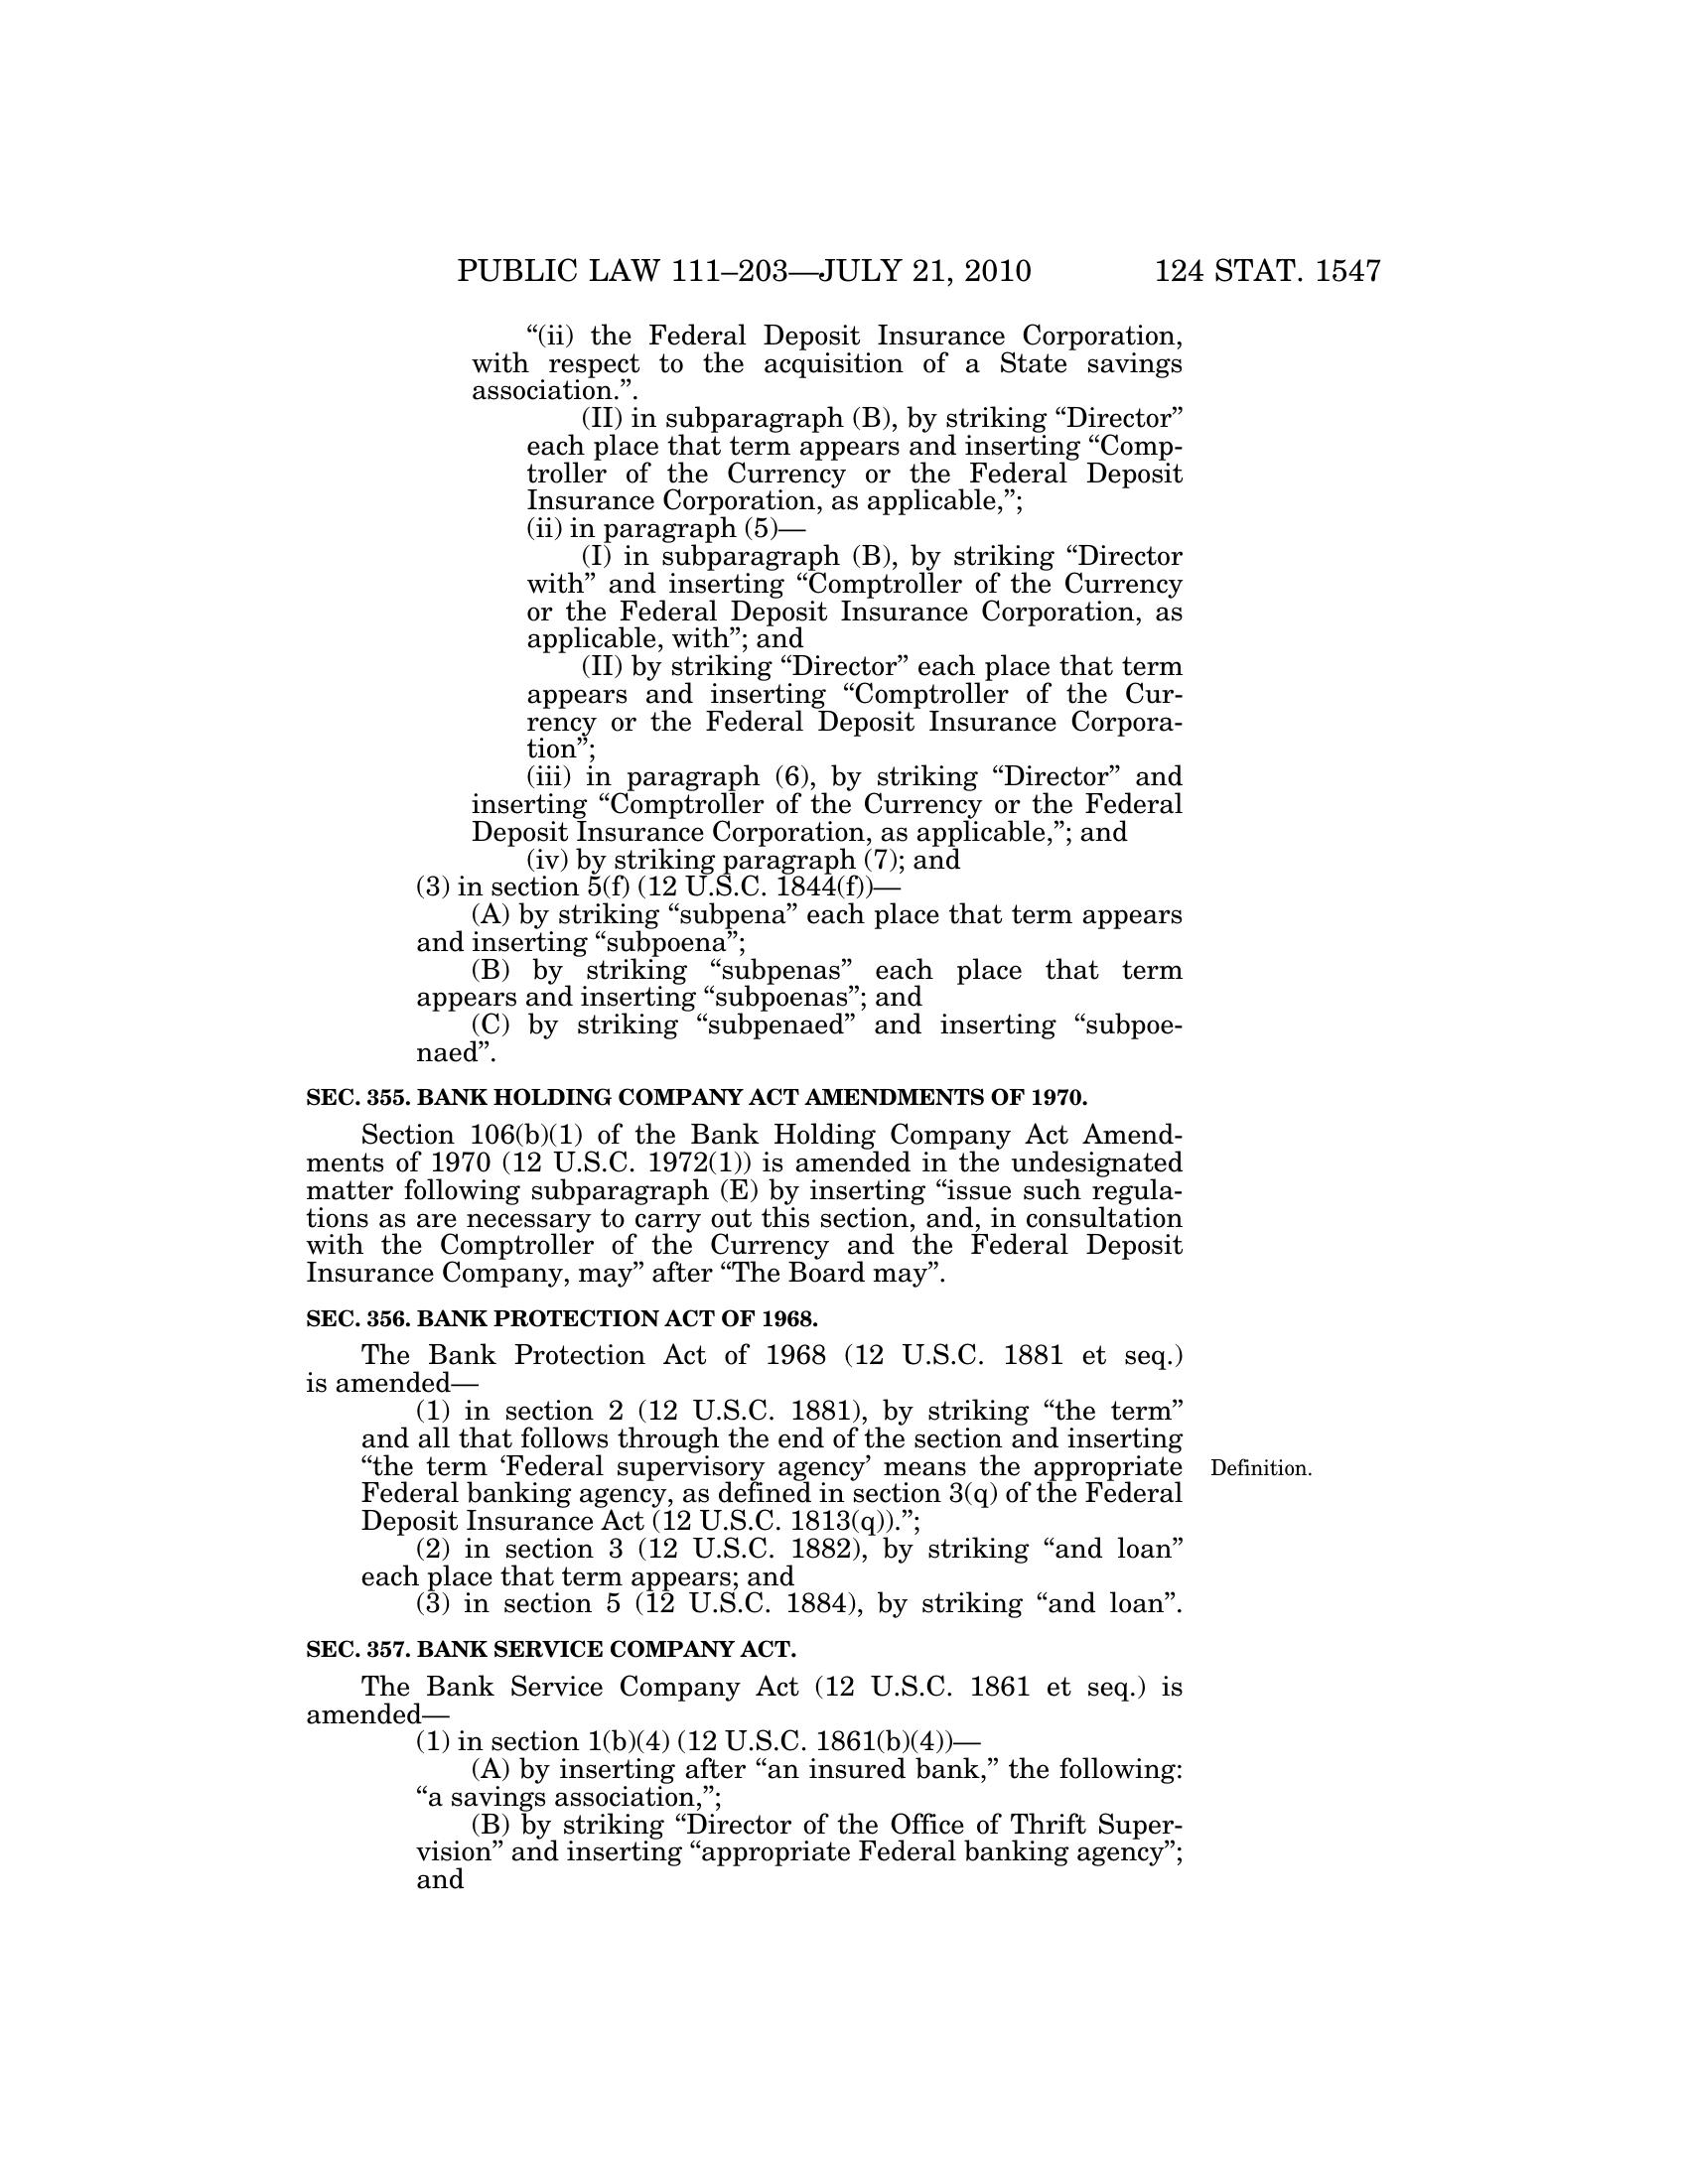 PUBLIC LAW 111–203—JULY 21, 2010 124 STAT. 1547
“(ii) the Federal Deposit Insurance Corporation,
with respect to the acquisition of a State savings
association.”.
(II) in subparagraph (B), by striking “Director”
each place that term appears and inserting “Comp-
troller of the Currency or the Federal Deposit
Insurance Corporation, as applicable,”;
(ii) in paragraph (5)—
(I) in subparagraph (B), by striking “Director
with” and inserting “Comptroller of the Currency
or the Federal Deposit Insurance Corporation, as
applicable, with”; and
(II) by striking “Director” each place that term
appears and inserting “Comptroller of the Cur-
rency or the Federal Deposit Insurance Corpora-
tion”;
(iii) in paragraph (6), by striking “Director” and
inserting “Comptroller of the Currency or the Federal
Deposit Insurance Corporation, as applicable,”; and
(iv) by striking paragraph (7); and
(3) in section 5(f) (12 U.S.C. 1844(f))—
(A) by striking “subpena” each place that term appears
and inserting “subpoena”;
(B) by striking “subpenas” each place that term
appears and inserting “subpoenas”; and
(C) by striking “subpenaed” and inserting “subpoe-
naed”.
SEC. 355. BANK HOLDING COMPANY ACT AMENDMENTS OF 1970.
Section 106(b)(1) of the Bank Holding Company Act Amend-
ments of 1970 (12 U.S.C. 1972(1)) is amended in the undesignated
matter following subparagraph (E) by inserting “issue such regula-
tions as are necessary to carry out this section, and, in consultation
with the Comptroller of the Currency and the Federal Deposit
Insurance Company, may” after “The Board may”.
SEC. 356. BANK PROTECTION ACT OF 1968.
The Bank Protection Act of 1968 (12 U.S.C. 1881 et seq.)
is amended—
(1) in section 2 (12 U.S.C. 1881), by striking “the term”
and all that follows through the end of the section and inserting
“the term ‘Federal supervisory agency’ means the appropriate Definition.
Federal banking agency, as defined in section 3(q) of the Federal
Deposit Insurance Act (12 U.S.C. 1813(q)).”;
(2) in section 3 (12 U.S.C. 1882), by striking “and loan”
each place that term appears; and
(3) in section 5 (12 U.S.C. 1884), by striking “and loan”.
SEC. 357. BANK SERVICE COMPANY ACT.
The Bank Service Company Act (12 U.S.C. 1861 et seq.) is
amended—
(1) in section 1(b)(4) (12 U.S.C. 1861(b)(4))—
(A) by inserting after “an insured bank,” the following:
“a savings association,”;
(B) by striking “Director of the Office of Thrift Super-
vision” and inserting “appropriate Federal banking agency”;
and